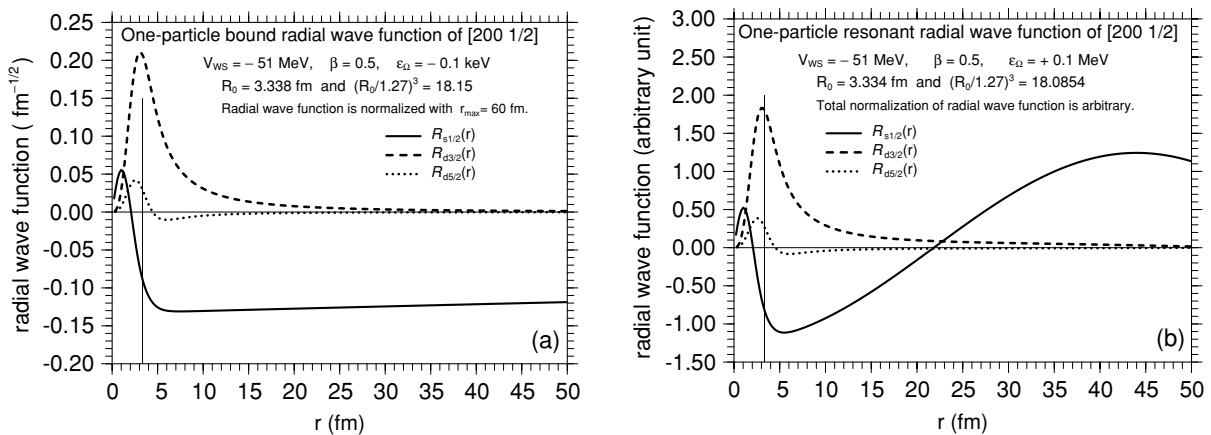 One-particle bound radial wave function of [200 1/2]
V_WS = − 51 MeV, β = 0.5, ε_Ω = − 0.1 keV
R_0 = 3.338 fm and (R_0/1.27)^3 = 18.15
Radial wave function is normalized with r_max= 60 fm.
R_s1/2(r)
R_d3/2(r)
R_d5/2(r)
radial wave function ( fm^−1/2)
0.25
0.20
0.15
0.10
0.05
0.00
-0.05
-0.10
-0.15
-0.20
(a)
0 5 10 15 20 25 30 35 40 45 50
r (fm)
One-particle resonant radial wave function of [200 1/2]
V_WS = − 51 MeV, β = 0.5, ε_Ω = + 0.1 MeV
R_0 = 3.334 fm and (R_0/1.27)^3 = 18.0854
Total normalization of radial wave function is arbitrary.
R_s1/2(r)
R_d3/2(r)
R_d5/2(r)
radial wave function (arbitrary unit)
3.00
2.50
2.00
1.50
1.00
0.50
0.00
-0.50
-1.00
-1.50
(b)
0 5 10 15 20 25 30 35 40 45 50
r (fm)